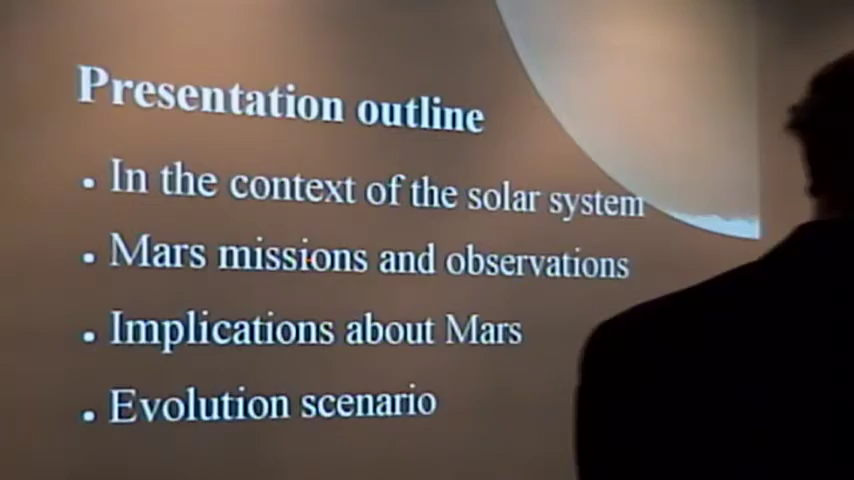 Presentation outline
• In the context of the solar system
• Mars missions and observations
• Implications about Mars
• Evolution scenario